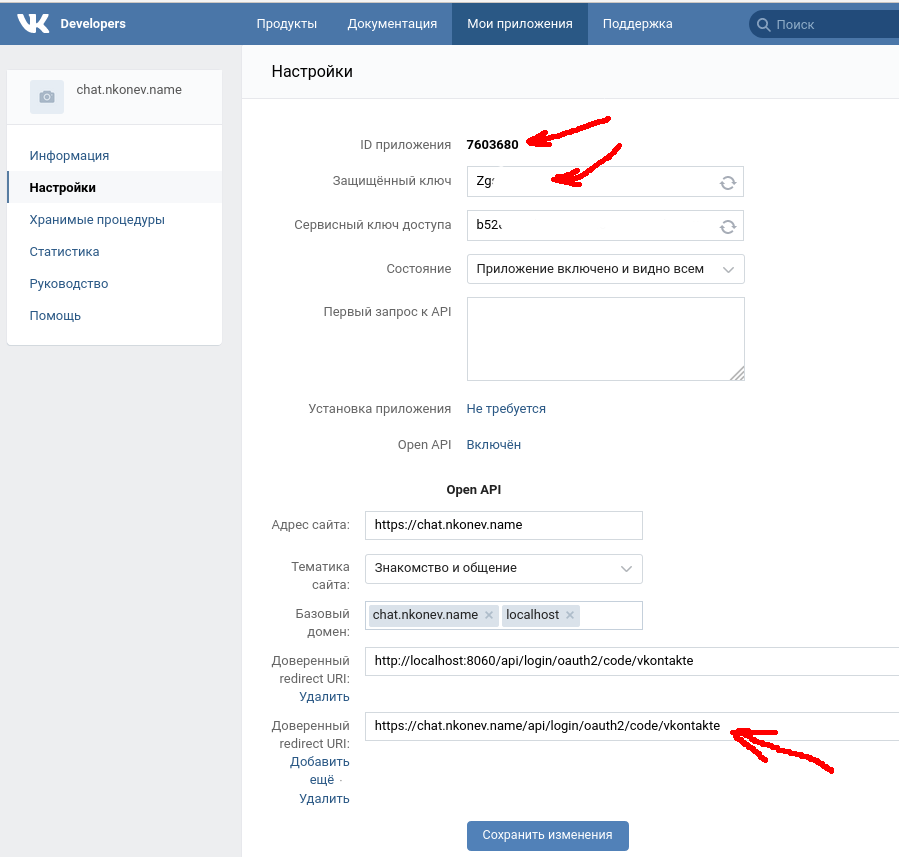 Developers
Продукты Документация Мои приложения Поддержка Поиск
chat.nkonev.name
Информация
Настройки
Хранимые процедуры
Статистика
Руководство
Помощь
Настройки
ID приложения 7603680
Защищённый ключ
Сервисный ключ доступа b52
Состояние Приложение включено и видно всем
Первый запрос к API
Установка приложения Не требуется
Open API Включён
Open API
Адрес сайта: https://chat.nkonev.name
Тематика
сайта: Знакомство и общение
Базовый
домен: chat.nkonev.name localhost
Доверенный http://localhost:8060/api/login/oauth2/code/vkontakte
redirect URI:
Удалить
Доверенный https://chat.nkonev.name/api/login/oauth2/code/vkontakte
redirect URI:
Добавить
ещё ·
Удалить
Сохранить изменения